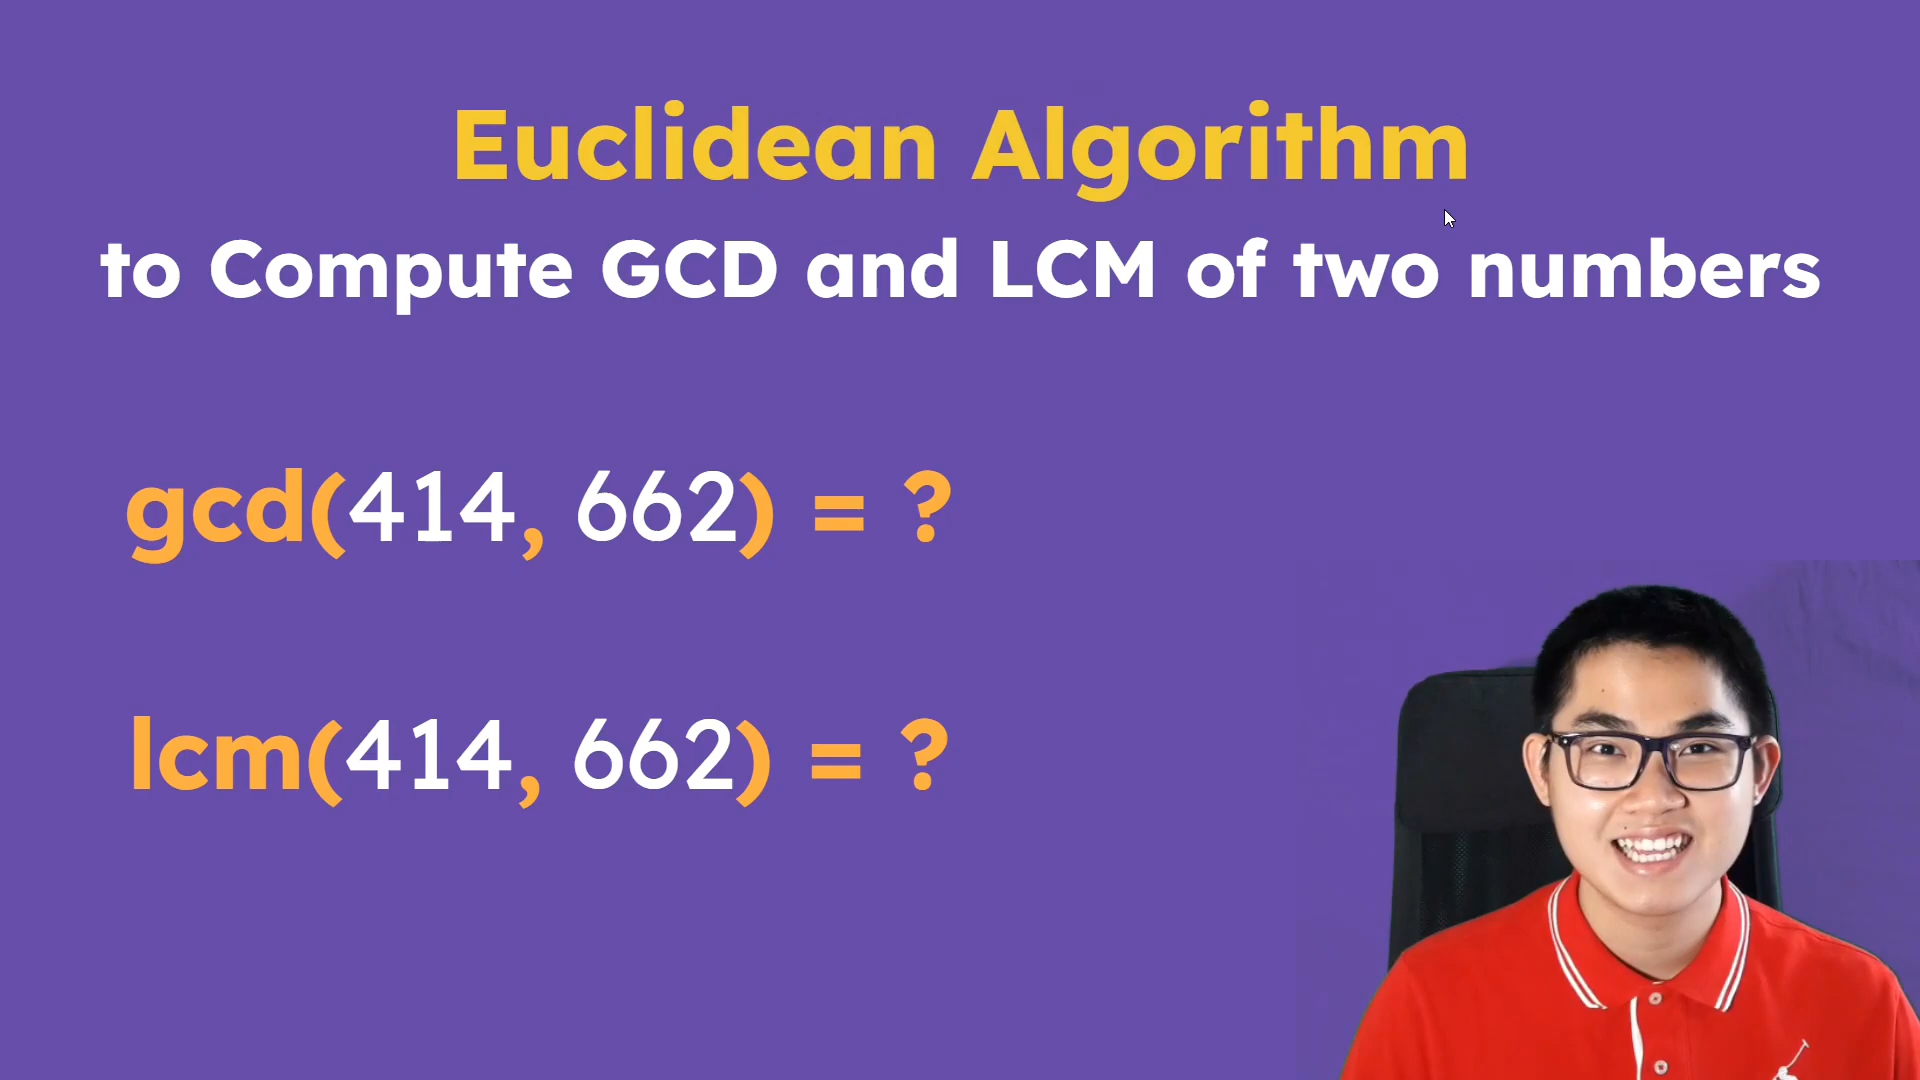 Euclidean Algorithm
to Compute GCD and LCM of two numbers
gcd(414, 662) = ?
lcm(414, 662) = ?